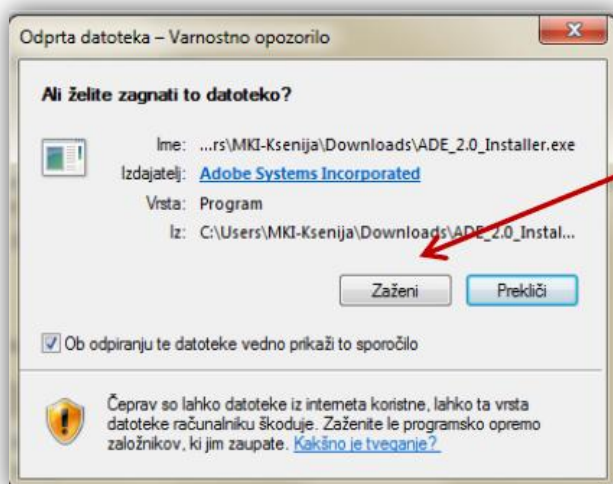 Odprta datoteka – Varnostno opozorilo
Ali želite zagnati to datoteko?
Ime: ...rs\MKI-Ksenija\Downloads\ADE_2.0_Installer.exe
Izdajatelj: Adobe Systems Incorporated
Vrsta: Program
Iz: C:\Users\MKI-Ksenija\Downloads\ADE_2.0_Instal...
Zaženi Prekliči
Ob odpiranju te datoteke vedno prikaži to sporočilo
Čeprav so lahko datoteke iz interneta koristne, lahko ta vrsta
datoteke računalniku škoduje. Zaženite le programsko opremo
založnikov, ki jim zaupate. Kakšno je tveganje?